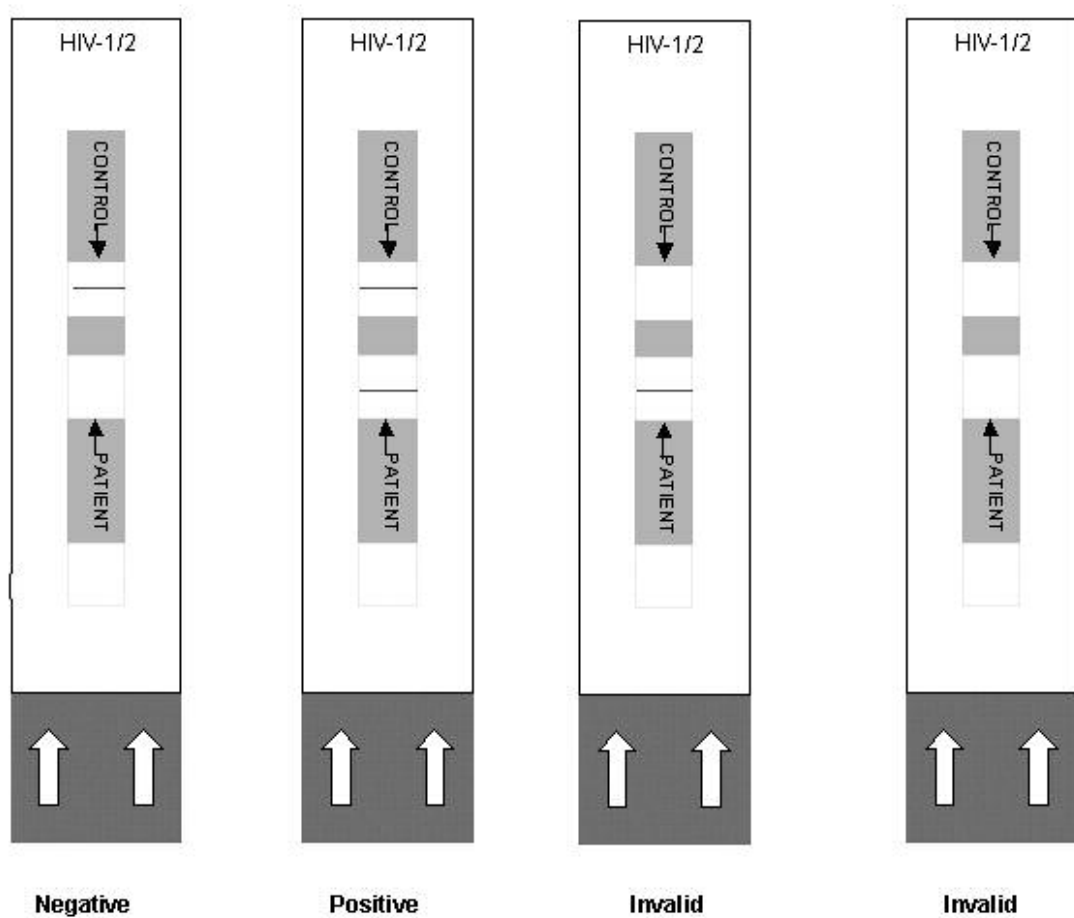 HIV-1/2
CONTROL
PATIENT
Negative
HIV-1/2
CONTROL
PATIENT
Positive
HIV-1/2
CONTROL
PATIENT
Invalid
HIV-1/2
CONTROL
PATIENT
Invalid